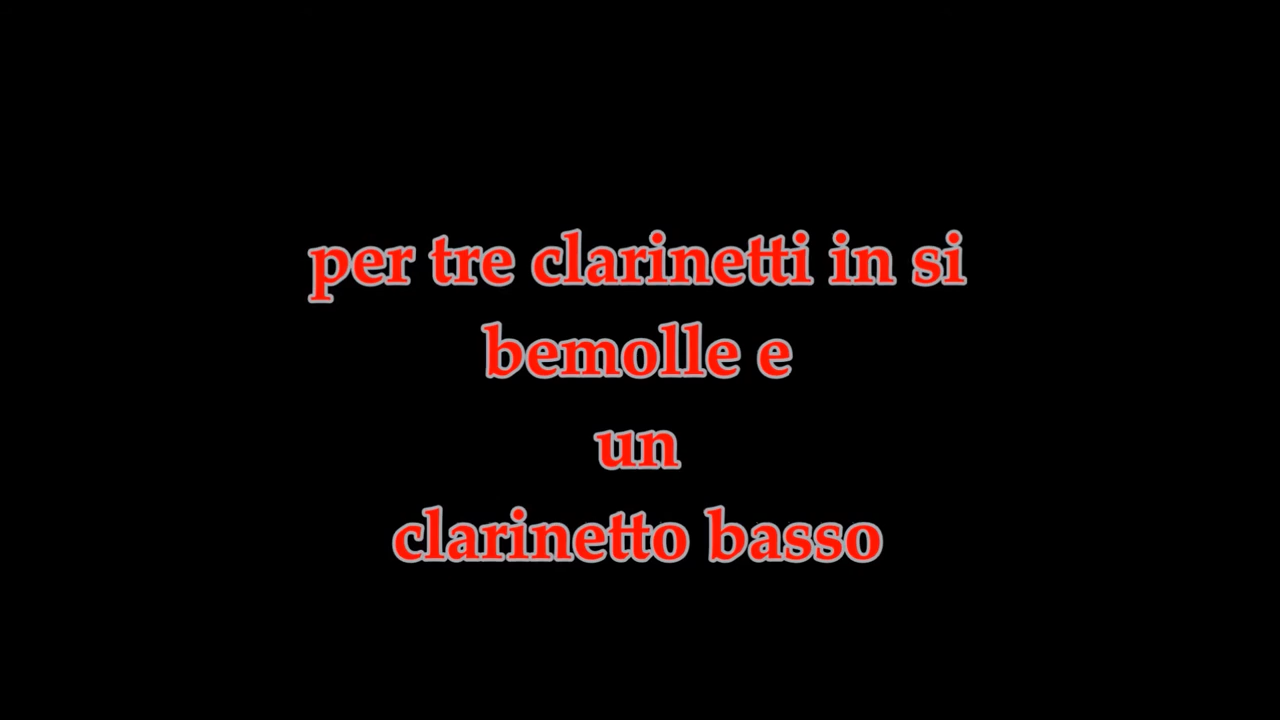 per tre clarinetti in si
bemolle e
un
clarinetto basso